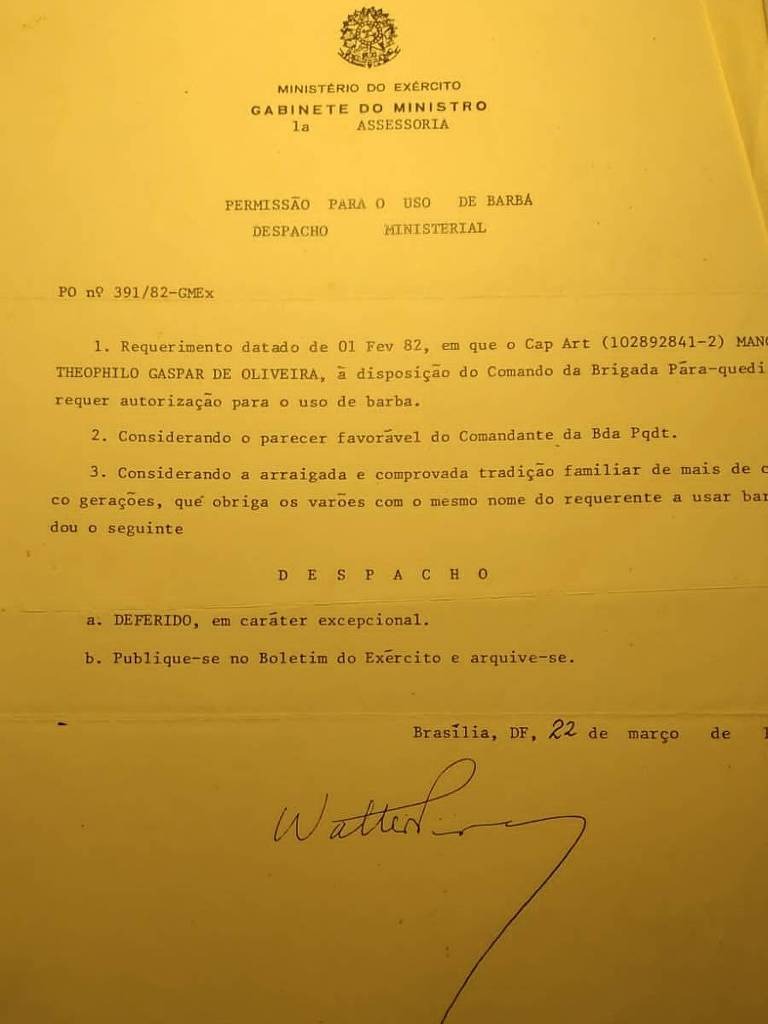 MINISTÉRIO DO EXÉRCITO
GABINETE DO MINISTRO
1a ASSESSORIA
PERMISSÃO PARA O USO DE BARBA
DESPACHO MINISTERIAL
PO nº 391/82-GMEx
1. Requerimento datado de 01 Fev 82, em que o Cap Art (102892841-2)
THEOPHILO GASPAR DE OLIVEIRA, à disposição do Comando da Brigada Pára-quedi
requer autorização para o uso de barba.
2. Considerando o parecer favorável do Comandante da Bda Pqdt.
3. Considerando a arraigada e comprovada tradição familiar de mais de c
co gerações, que obriga os varões com o mesmo nome do requerente a usar bar
dou o seguinte
D E S P A C H O
a. DEFERIDO, em caráter excepcional.
b. Publique-se no Boletim do Exército e arquive-se.
Brasília, DF, 22 de março de
Walter Pires